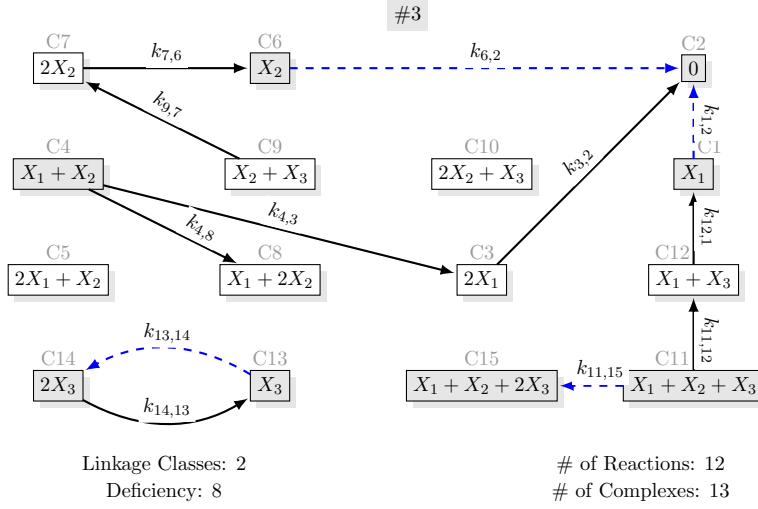 #3
C7
2X₂
k₇,₆
C6
X₂
k₆,₂
C2
0
k₉,₇
k₁,₂
C4
X₁ + X₂
C9
X₂ + X₃
C10
2X₂ + X₃
k₃,₂
C1
X₁
k₄,₃
k₄,₈
k₁₂,₁
C5
2X₁ + X₂
C8
X₁ + 2X₂
C3
2X₁
C12
X₁ + X₃
k₁₃,₁₄
k₁₁,₁₂
C14
2X₃
C13
X₃
C15
X₁ + X₂ + 2X₃
k₁₁,₁₅
C11
X₁ + X₂ + X₃
k₁₄,₁₃
Linkage Classes: 2
Deficiency: 8
# of Reactions: 12
# of Complexes: 13